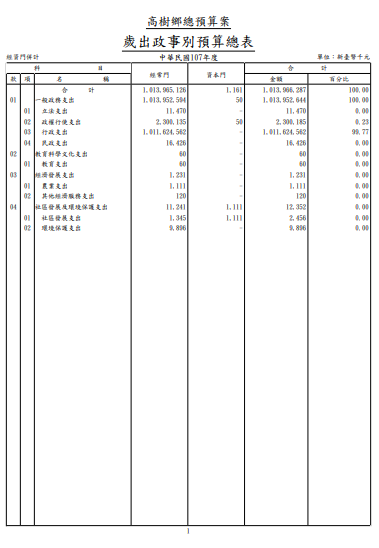 高樹鄉總預算案
歲出政事別預算總表
經資門併計 中華民國107年度 單位：新臺幣千元
科 目 經常門 資本門 合 計
款 項 名 稱 金額 百分比
合 計 1,013,965,126 1,161 1,013,966,287 100.00
01 一般政務支出 1,013,952,594 50 1,013,952,644 100.00
01 立法支出 11,470 - 11,470 0.00
02 政權行使支出 2,300,135 50 2,300,185 0.23
03 行政支出 1,011,624,562 - 1,011,624,562 99.77
04 民政支出 16,426 - 16,426 0.00
02 教育科學文化支出 60 - 60 0.00
01 教育支出 60 - 60 0.00
03 經濟發展支出 1,231 - 1,231 0.00
01 農業支出 1,111 - 1,111 0.00
02 其他經濟服務支出 120 - 120 0.00
04 社區發展及環境保護支出 11,241 1,111 12,352 0.00
01 社區發展支出 1,345 1,111 2,456 0.00
02 環境保護支出 9,896 - 9,896 0.00
1